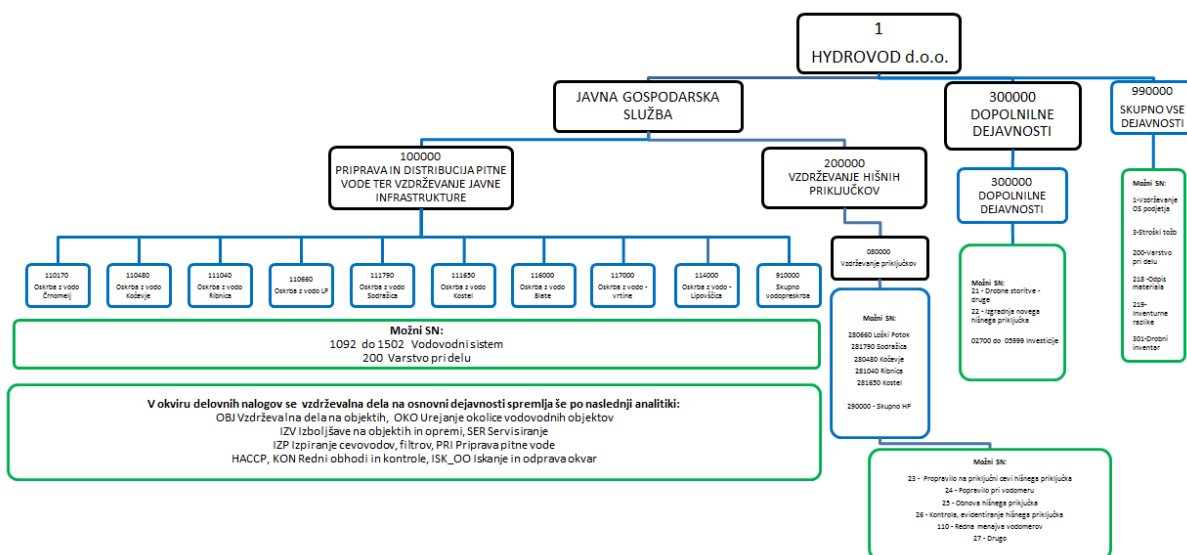 1
HYDROVOD d.o.o.
JAVNA GOSPODARSKA
SLUŽBA
300000
DOPOLNILNE
DEJAVNOSTI
990000
SKUPNO VSE
DEJAVNOSTI
100000
PRIPRAVA IN DISTRIBUCIJA PITNE
VODE TER VZDRŽEVANJE JAVNE
INFRASTRUKTURE
200000
VZDRŽEVANJE HIŠNIH
PRIKLJUČKOV
300000
DOPOLNILNE
DEJAVNOSTI
110170
Oskrba z vodo
Črnomelj
110480
Oskrba z vodo
Kočevje
111040
Oskrba z vodo
Ribnica
110660
Oskrba z vodo LP
111790
Oskrba z vodo
Sodražica
111630
Oskrba z vodo
Kostel
116000
Oskrba z vodo
Blate
117000
Oskrba z vodo -
vrtine
114000
Oskrba z vodo -
Lipovščica
910000
Skupno
vodopreskrba
080000
Vzdrževanje priključkov
Možni SN:
1092 do 1502 Vodovodni sistem
200 Varstvo pri delu
V okviru delovnih nalogov se vzdrževalna dela na osnovni dejavnosti spremlja še po naslednji analitiki:
OBJ Vzdrževalna dela na objektih, OKO Urejanje okolice vodovodnih objektov
IZV Izboljšave na objektih in opremi, SER Servisiranje
IZP Izpiranje cevovodov, filtrov, PRI Priprava pitne vode
HACCP, KON Redni obhodi in kontrole, ISK_OO Iskanje in odprava okvar
Možni SN:
280660 Loški Potok
281790 Sodražica
280480 Kočevje
281040 Ribnica
281630 Kostel
290000 - Skupno HP
Možni SN:
21 - Drobne storitve -
druge
22 - Izgradnja novega
hišnega priključka
02700 do 03999 Investicije
Možni SN:
1-Vzdrževanje
OS podjetja
3-Stroški tožb
200-Varstvo
pri delu
218 -Odpis
materiala
219-
Inventurne
razlike
301-Drobni
inventar
Možni SN:
23 - Propravilo na priključni cevi hišnega priključka
24 - Popravilo pri vodomeru
25 - Obnova hišnega prikjučka
26 - Kontrola, evidentiranje hišnega priključka
110 - Redna menajva vodomerov
27 - Drugo